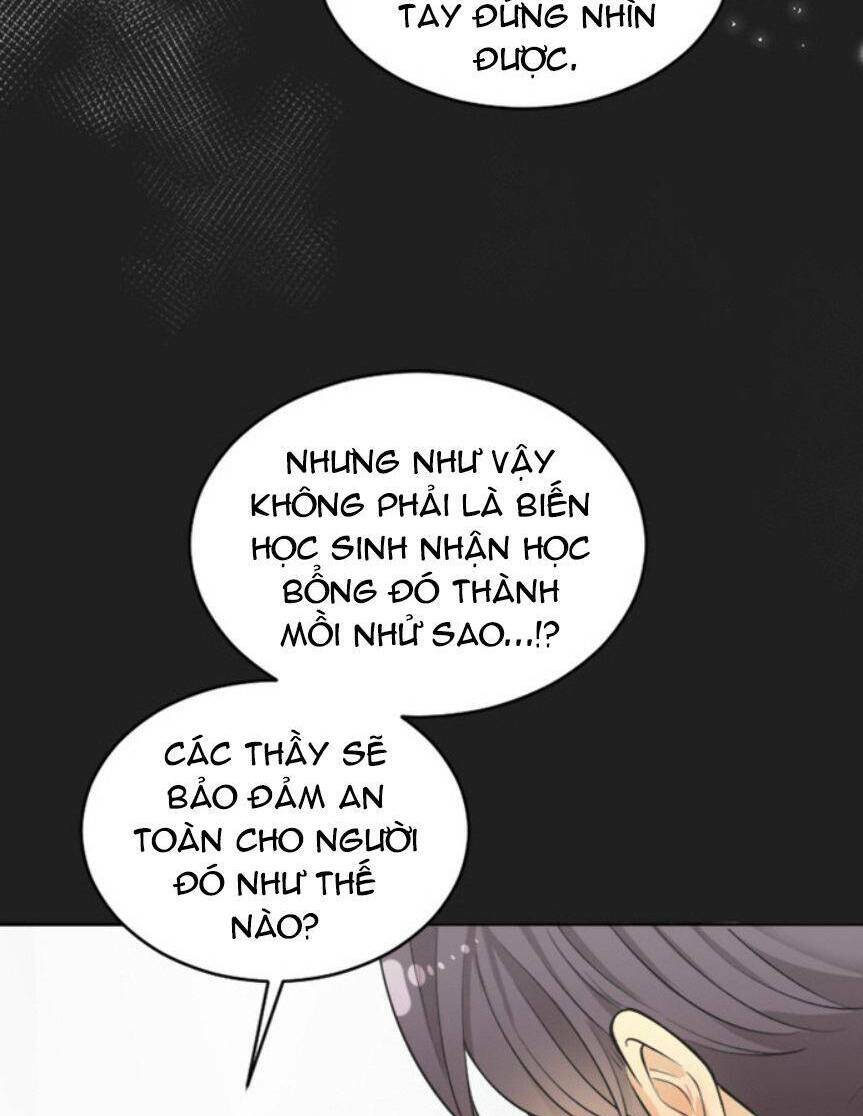 TAY ĐỨNG NHÌN
ĐƯỢC.
NHƯNG NHƯ VẬY
KHÔNG PHẢI LÀ BIẾN
HỌC SINH NHẬN HỌC
BỔNG ĐÓ THÀNH
MỒI NHỬ SAO...!?
CÁC THẦY SẼ
BẢO ĐẢM AN
TOÀN CHO NGƯỜI
ĐÓ NHƯ THẾ
NÀO?